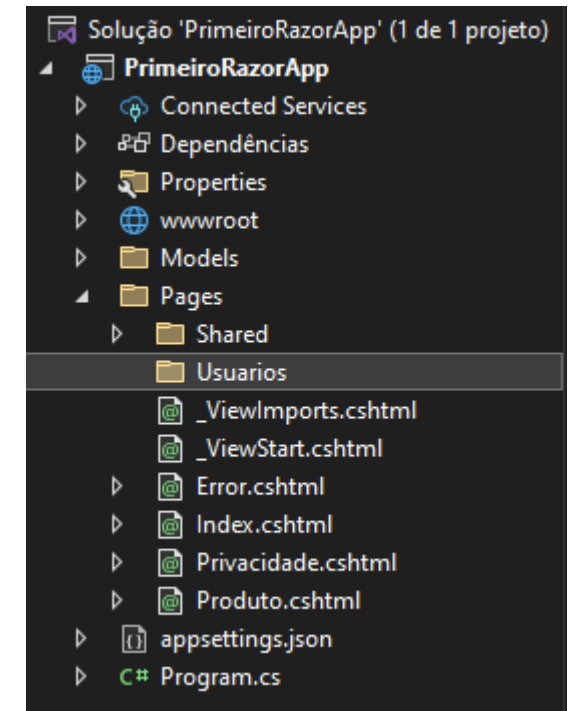 Solução 'PrimeiroRazorApp' (1 de 1 projeto)
PrimeiroRazorApp
Connected Services
Dependências
Properties
wwwroot
Models
Pages
Shared
Usuarios
_ViewImports.cshtml
_ViewStart.cshtml
Error.cshtml
Index.cshtml
Privacidade.cshtml
Produto.cshtml
appsettings.json
C# Program.cs